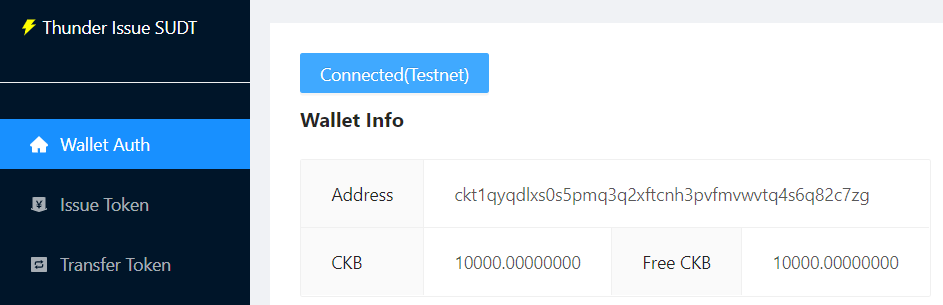 Thunder Issue SUDT
Connected(Testnet)
Wallet Info
Wallet Auth
Issue Token
Transfer Token
Address ckt1qyqdlxs0s5pmq3q2xftcnh3pvfmvwvtq4s6q82c7zg
CKB 10000.00000000 Free CKB 10000.00000000